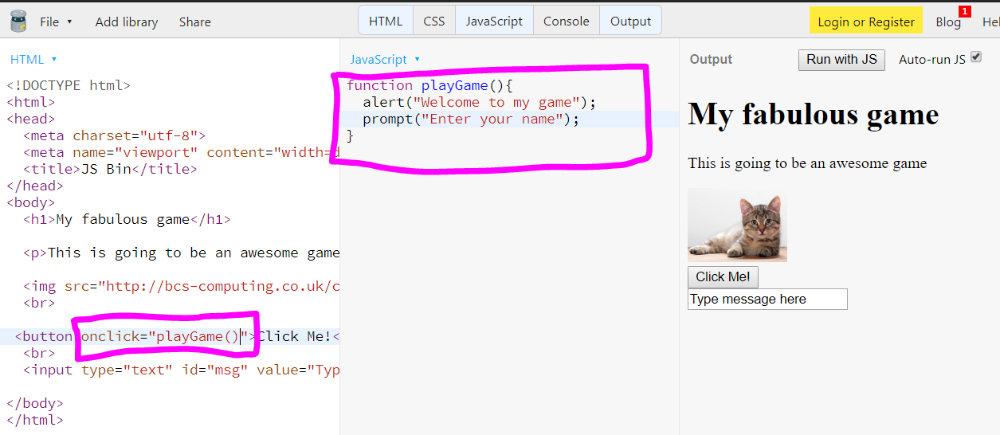 File ▾ Add library Share HTML CSS JavaScript Console Output Login or Register Blog 1 Hel
HTML ▾
<!DOCTYPE html>
<html>
<head>
<meta charset="utf-8">
<meta name="viewport" content="width=d
<title>JS Bin</title>
</head>
<body>
<h1>My fabulous game</h1>
<p>This is going to be an awesome game
<img src="http://bcs-computing.co.uk/c
<br>
<button onclick="playGame()">Click Me!<
<br>
<input type="text" id="msg" value="Typ
</body>
</html>
JavaScript ▾
function playGame(){
alert("Welcome to my game");
prompt("Enter your name");
}
Output Run with JS Auto-run JS
My fabulous game
This is going to be an awesome game
Click Me!
Type message here